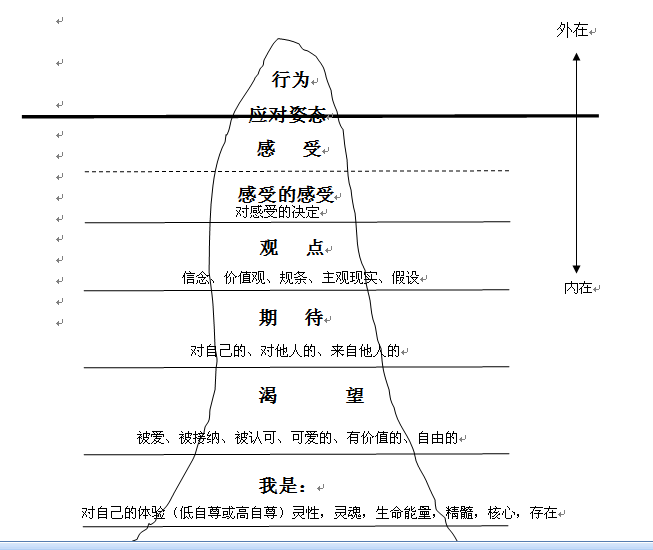 外在
行为
应对姿态
感 受
感受的感受
对感受的决定
观 点
信念、价值观、规条、主观现实、假设
内在
期 待
对自己的、对他人的、来自他人的
渴 望
被爱、被接纳、被认可、可爱的、有价值的、自由的
我是：
对自己的体验（低自尊或高自尊）灵性，灵魂，生命能量，精髓，核心，存在